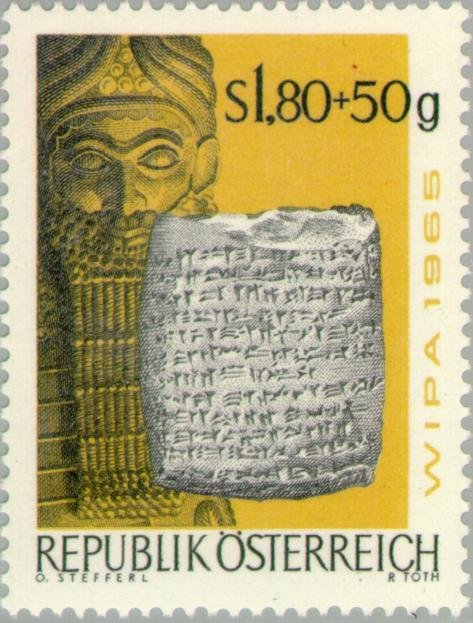 S1,80+50g
WIPA 1965
REPUBLIK ÖSTERREICH
O. STEFFERL R TOTH